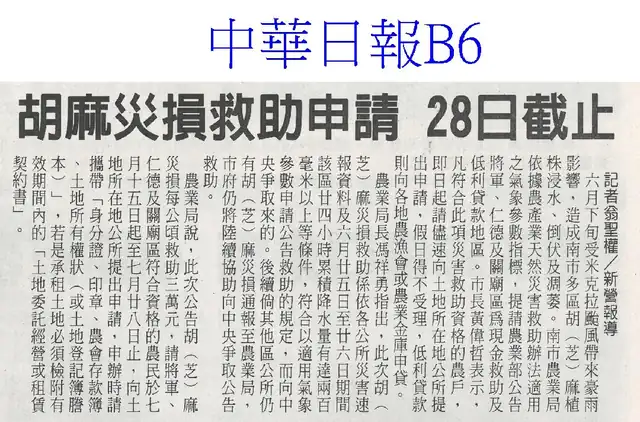 中華日報B6
胡麻災損救助申請 28日截止
記者翁聖權／新營報導
六月下旬受米克拉颱風帶來豪雨
影響，造成南市多區胡（芝）麻植
株浸水、倒伏及凋萎。南市農業局
依據農產業天然災害救助辦法適用
之氣象參數指標，提請農業部公告
將軍、仁德及關廟區為現金救助及
低利貸款地區。市長黃偉哲表示，
凡符合此項災害救助資格的農戶，
即日起請儘速向土地所在地公所提
出申請，假日得不受理，低利貸款
則向各地農漁會或農業金庫申貸。
農業局長馮祥勇指出，此次胡（
芝）麻災損救助係依各公所災害速
報資料及六月廿五日至廿六日期間
該區廿四小時累積降水量有達兩百
毫米以上等條件，符合以適用氣象
參數申請公告救助的規定，而向中
央爭取來的。後續倘其他區公所仍
有胡（芝）麻災損通報至農業局，
市府仍將陸續協助向中央爭取公告
救助。
農業局說，此次公告胡（芝）麻
災損每公頃救助三萬元，請將軍、
仁德及關廟區符合資格的農民於七
月十五日起至七月廿八日止，向土
地所在地公所提出申請，申辦時請
攜帶「身分證、印章、農會存款簿
、土地所有權狀（或土地登記簿謄
本）」，若是承租土地必須檢附有
效期間內的「土地委託經營或租賃
契約書」。